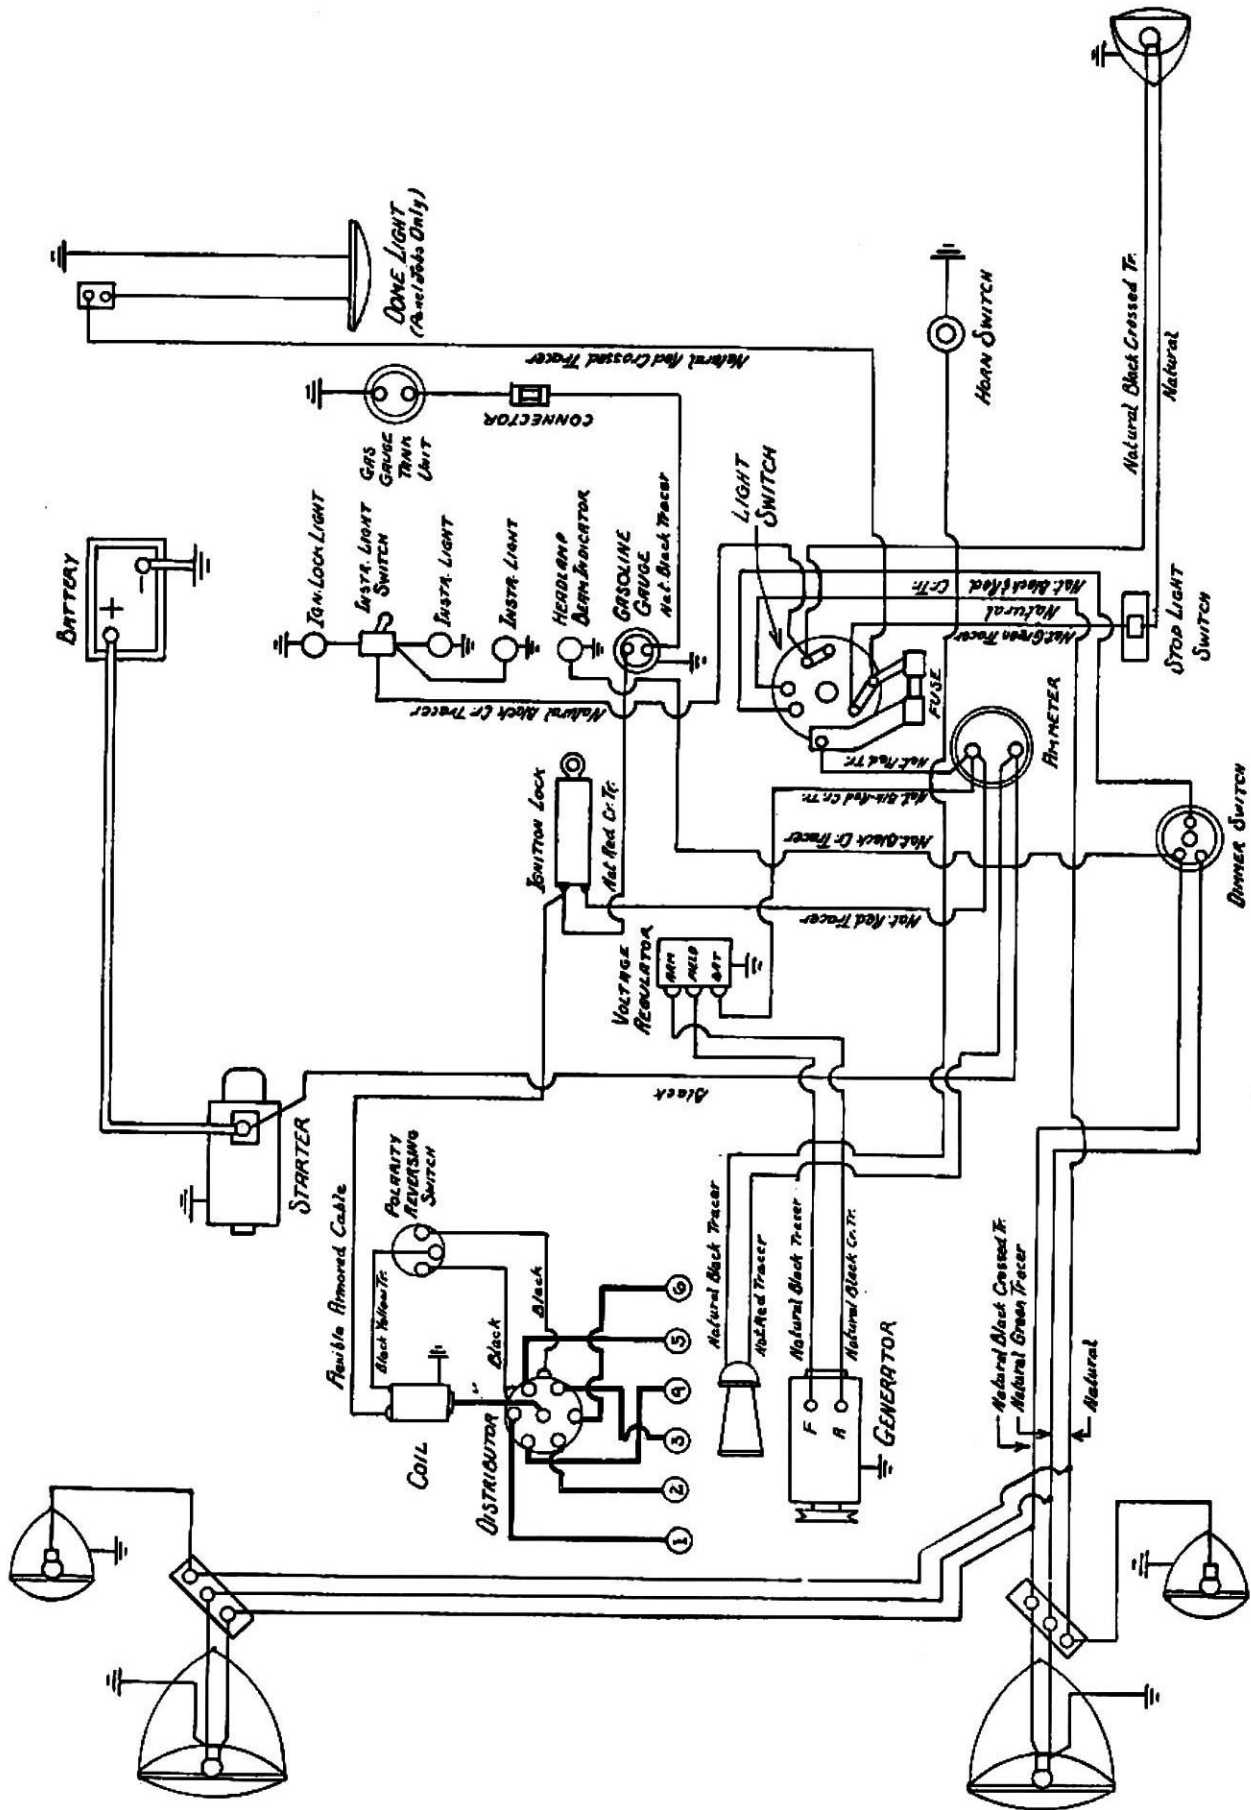 DOME LIGHT
(Panel Jobs Only)
BATTERY
+
-
IGN. LOCK LIGHT
INSTR. LIGHT
SWITCH
INSTR. LIGHT
INSTR. LIGHT
HEADLAMP
BEAM INDICATOR
GAS
GAUGE
TANK
UNIT
CONNECTOR
GASOLINE
GAUGE
Nat. Black Tracer
Natural Red Crossed Tracer
LIGHT
SWITCH
HORN SWITCH
Natural Black Crossed Tr.
Natural
Nat. Black & Red
Cr. Tr.
Natural
Nat. Green Tracer
STOP LIGHT
SWITCH
FUSE
AMMETER
DIMMER SWITCH
Natural Black Cr. Tracer
IGNITION LOCK
Nat Red Cr. Tr.
Nat. Red Tr.
Nat. Blk-Red Cr. Tr.
Nat. Black Cr. Tracer
Nat. Red Tracer
VOLTAGE
REGULATOR
ARM
FIELD
BAT
Black
STARTER
Flexible Armored Cable
POLARITY
REVERSING
SWITCH
Black Yellow Tr.
Black
Black
COIL
DISTRIBUTOR
1
2
3
4
5
6
Natural Black Tracer
Nat Red Tracer
Natural Black Tracer
Natural Black Cr. Tr.
F
A
GENERATOR
Natural Black Crossed Tr.
Natural Green Tracer
Natural